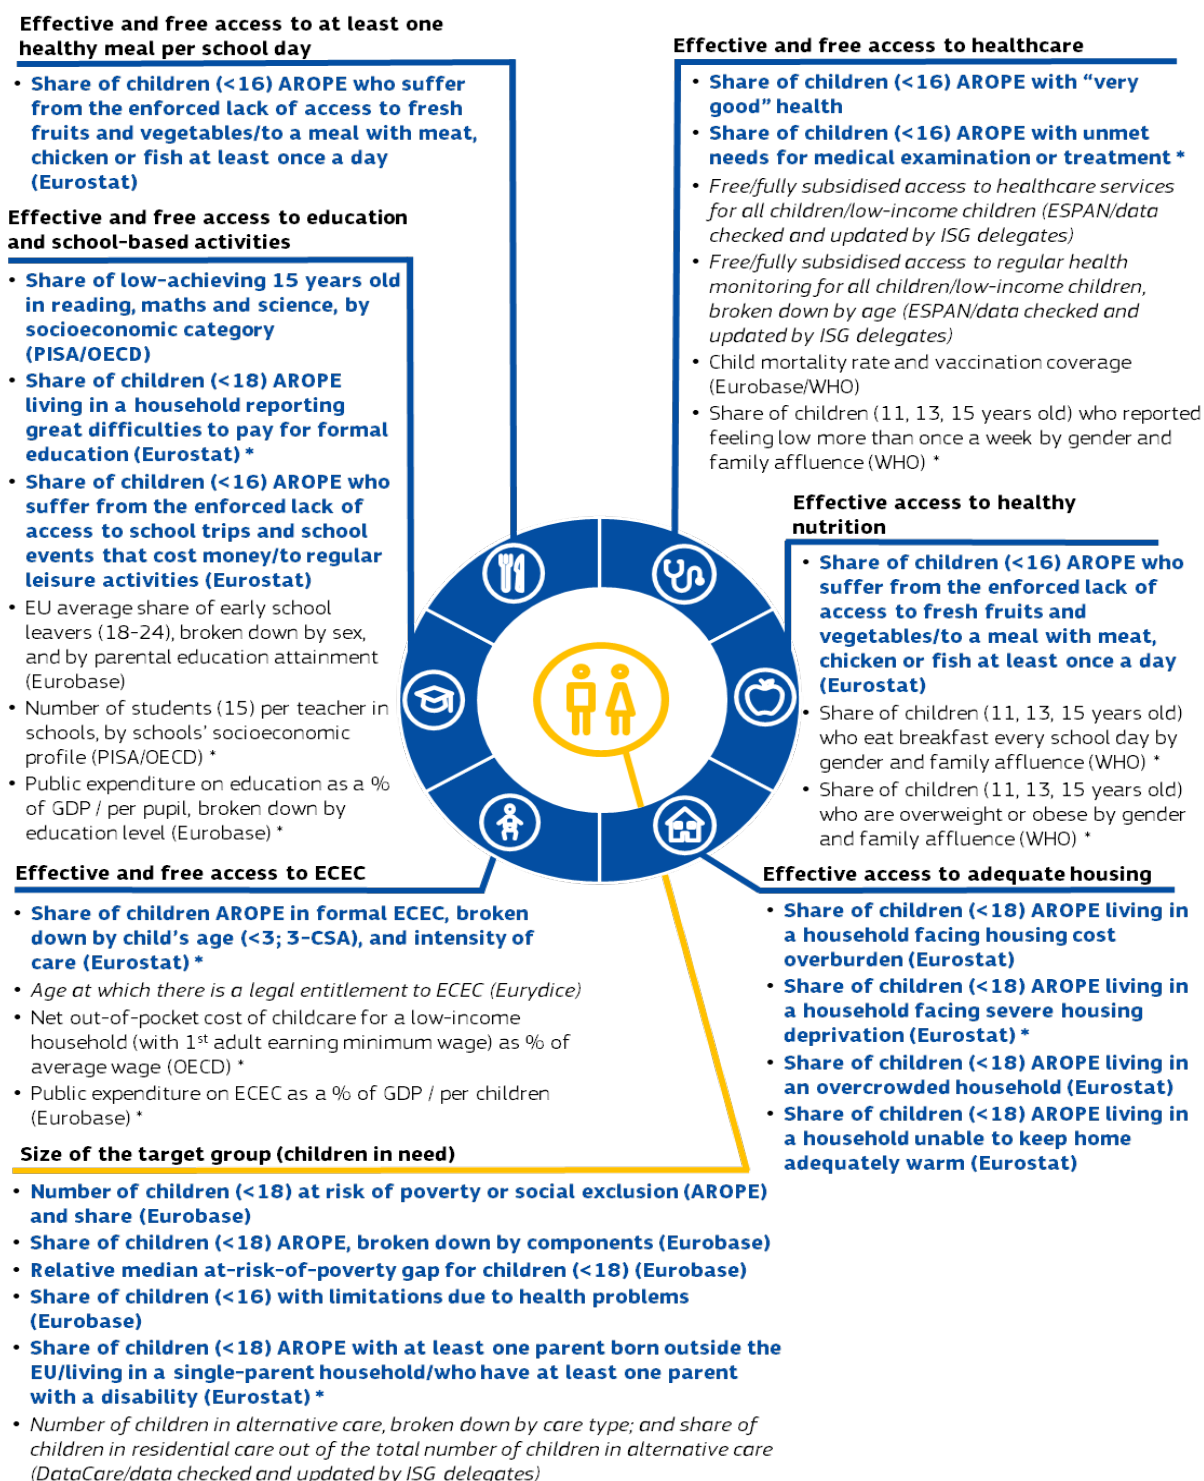 Effective and free access to at least one
healthy meal per school day
• Share of children (<16) AROPE who suffer
from the enforced lack of access to fresh
fruits and vegetables/to a meal with meat,
chicken or fish at least once a day
(Eurostat)
Effective and free access to education
and school-based activities
• Share of low-achieving 15 years old
in reading, maths and science, by
socioeconomic category
(PISA/OECD)
• Share of children (<18) AROPE
living in a household reporting
great difficulties to pay for formal
education (Eurostat) *
• Share of children (<16) AROPE who
suffer from the enforced lack of
access to school trips and school
events that cost money/to regular
leisure activities (Eurostat)
• EU average share of early school
leavers (18-24), broken down by sex,
and by parental education attainment
(Eurobase)
• Number of students (15) per teacher in
schools, by schools' socioeconomic
profile (PISA/OECD) *
• Public expenditure on education as a %
of GDP / per pupil, broken down by
education level (Eurobase) *
Effective and free access to ECEC
• Share of children AROPE in formal ECEC, broken
down by child's age (<3; 3-CSA), and intensity of
care (Eurostat) *
• Age at which there is a legal entitlement to ECEC (Eurydice)
• Net out-of-pocket cost of childcare for a low-income
household (with 1st adult earning minimum wage) as % of
average wage (OECD) *
• Public expenditure on ECEC as a % of GDP / per children
(Eurobase) *
Size of the target group (children in need)
• Number of children (<18) at risk of poverty or social exclusion (AROPE)
and share (Eurobase)
• Share of children (<18) AROPE, broken down by components (Eurobase)
• Relative median at-risk-of-poverty gap for children (<18) (Eurobase)
• Share of children (<16) with limitations due to health problems
(Eurobase)
• Share of children (<18) AROPE with at least one parent born outside the
EU/living in a single-parent household/who have at least one parent
with a disability (Eurostat) *
• Number of children in alternative care, broken down by care type; and share of
children in residential care out of the total number of children in alternative care
(DataCare/data checked and updated by ISG delegates)
Effective and free access to healthcare
• Share of children (<16) AROPE with “very
good” health
• Share of children (<16) AROPE with unmet
needs for medical examination or treatment *
• Free/fully subsidised access to healthcare services
for all children/low-income children (ESPAN/data
checked and updated by ISG delegates)
• Free/fully subsidised access to regular health
monitoring for all children/low-income children,
broken down by age (ESPAN/data checked and
updated by ISG delegates)
• Child mortality rate and vaccination coverage
(Eurobase/WHO)
• Share of children (11, 13, 15 years old) who reported
feeling low more than once a week by gender and
family affluence (WHO) *
Effective access to healthy
nutrition
• Share of children (<16) AROPE who
suffer from the enforced lack of
access to fresh fruits and
vegetables/to a meal with meat,
chicken or fish at least once a day
(Eurostat)
• Share of children (11, 13, 15 years old)
who eat breakfast every school day by
gender and family affluence (WHO) *
• Share of children (11, 13, 15 years old)
who are overweight or obese by gender
and family affluence (WHO) *
Effective access to adequate housing
• Share of children (<18) AROPE living in
a household facing housing cost
overburden (Eurostat)
• Share of children (<18) AROPE living in
a household facing severe housing
deprivation (Eurostat) *
• Share of children (<18) AROPE living in
an overcrowded household (Eurostat)
• Share of children (<18) AROPE living in
a household unable to keep home
adequately warm (Eurostat)